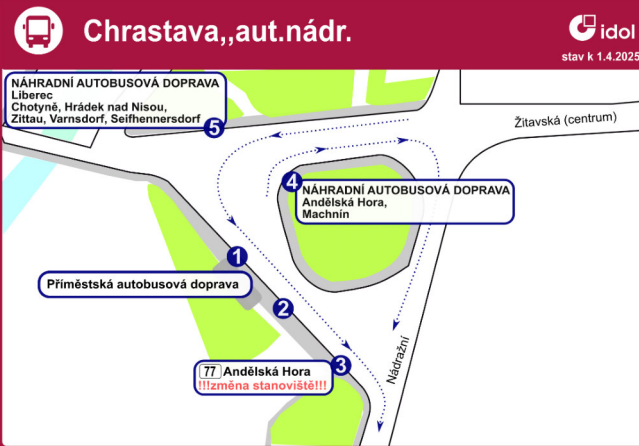 Chrastava,,aut.nádr.
idol
stav k 1.4.2025
NÁHRADNÍ AUTOBUSOVÁ DOPRAVA
Liberec
Chotyně, Hrádek nad Nisou,
Zittau, Varnsdorf, Seifhennersdorf
5
Žitavská (centrum)
4
NÁHRADNÍ AUTOBUSOVÁ DOPRAVA
Andělská Hora,
Machnín
1
Příměstská autobusová doprava
2
3
77 Andělská Hora
!!!změna stanoviště!!!
Nádražní